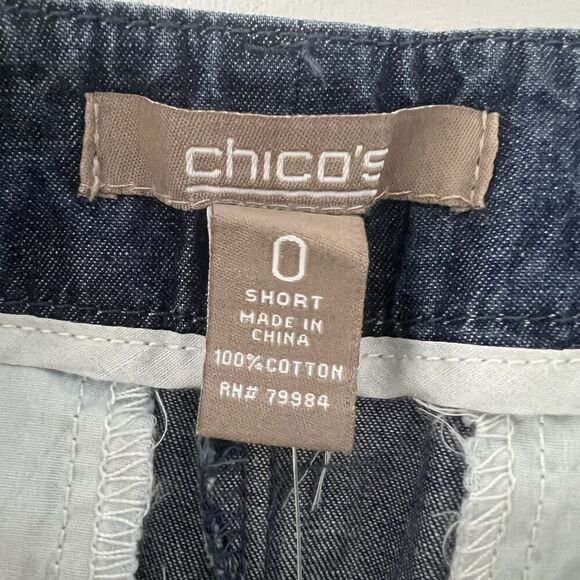 chico's
0
SHORT
MADE IN
CHINA
100% COTTON
RN# 79984